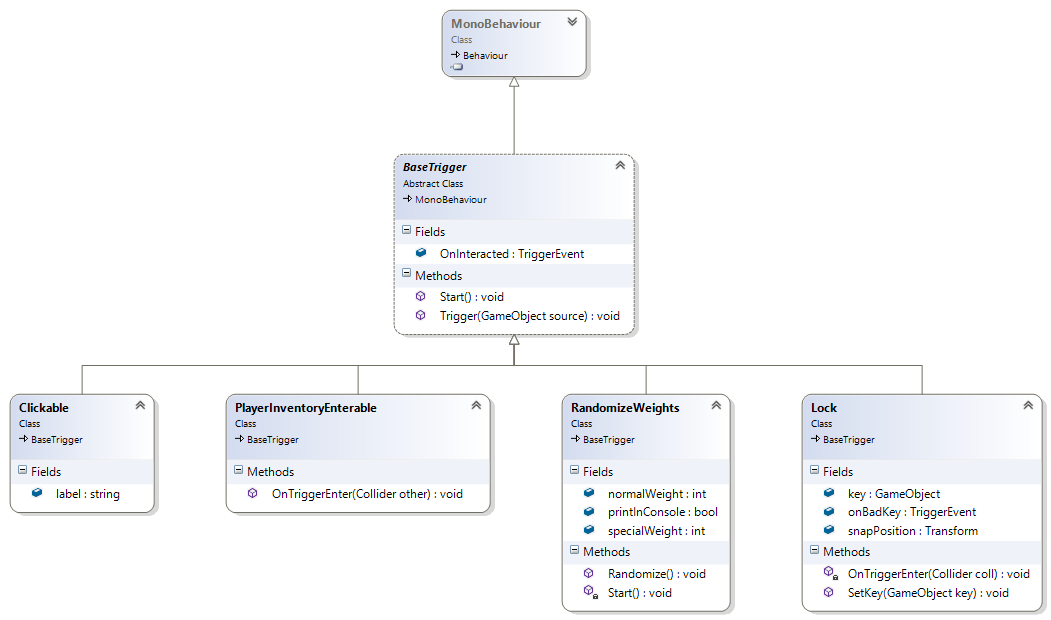 MonoBehaviour
Class
Behaviour
BaseTrigger
Abstract Class
MonoBehaviour
Fields
OnInteracted : TriggerEvent
Methods
Start() : void
Trigger(GameObject source) : void
Clickable
Class
BaseTrigger
Fields
label : string
PlayerInventoryEnterable
Class
BaseTrigger
Methods
OnTriggerEnter(Collider other) : void
RandomizeWeights
Class
BaseTrigger
Fields
normalWeight : int
printInConsole : bool
specialWeight : int
Methods
Randomize() : void
Start() : void
Lock
Class
BaseTrigger
Fields
key : GameObject
onBadKey : TriggerEvent
snapPosition : Transform
Methods
OnTriggerEnter(Collider coll) : void
SetKey(GameObject key) : void